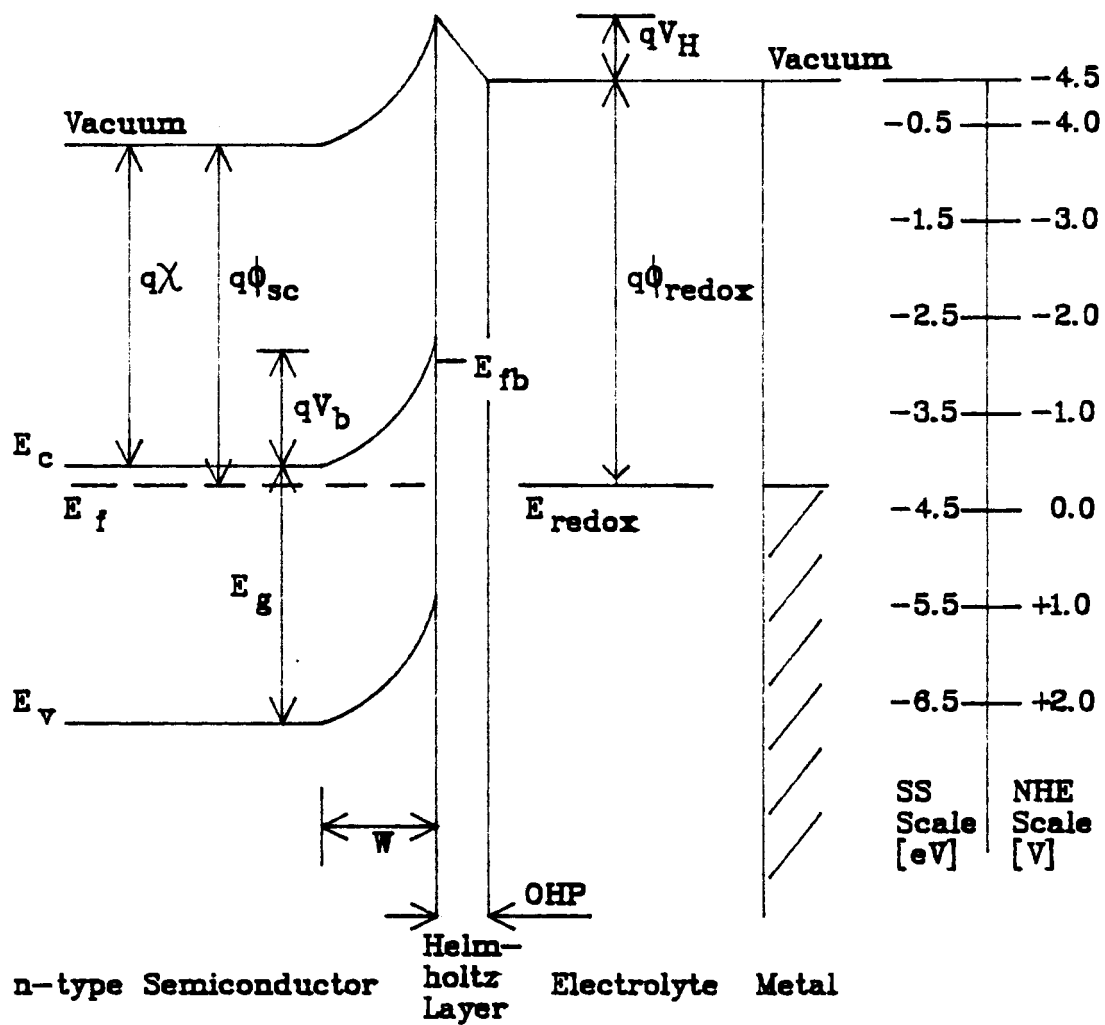 qV_H
Vacuum
-4.5
-0.5 -4.0
Vacuum
-1.5 -3.0
qχ qϕ_sc qϕ_redox
-2.5 -2.0
E_fb
qV_b
-3.5 -1.0
E_c
E_f E_redox
-4.5 0.0
E_g
-5.5 +1.0
E_v
-6.5 +2.0
SS NHE
Scale Scale
[eV] [V]
W
OHP
Helm-
holtz
Layer
n-type Semiconductor Electrolyte Metal